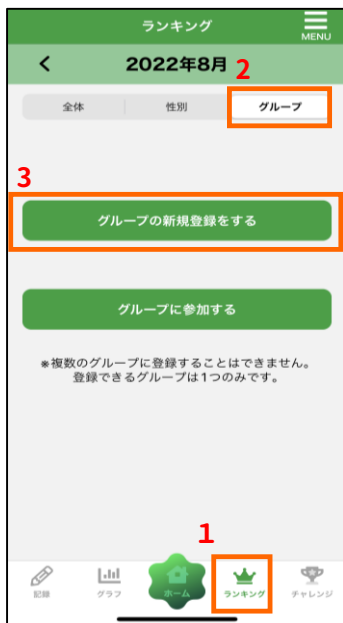 ランキング
MENU
2022年8月
2
全体 性別 グループ
3
グループの新規登録をする
グループに参加する
※複数のグループに登録することはできません。
登録できるグループは1つのみです。
1
記録 グラフ ホーム ランキング チャレンジ